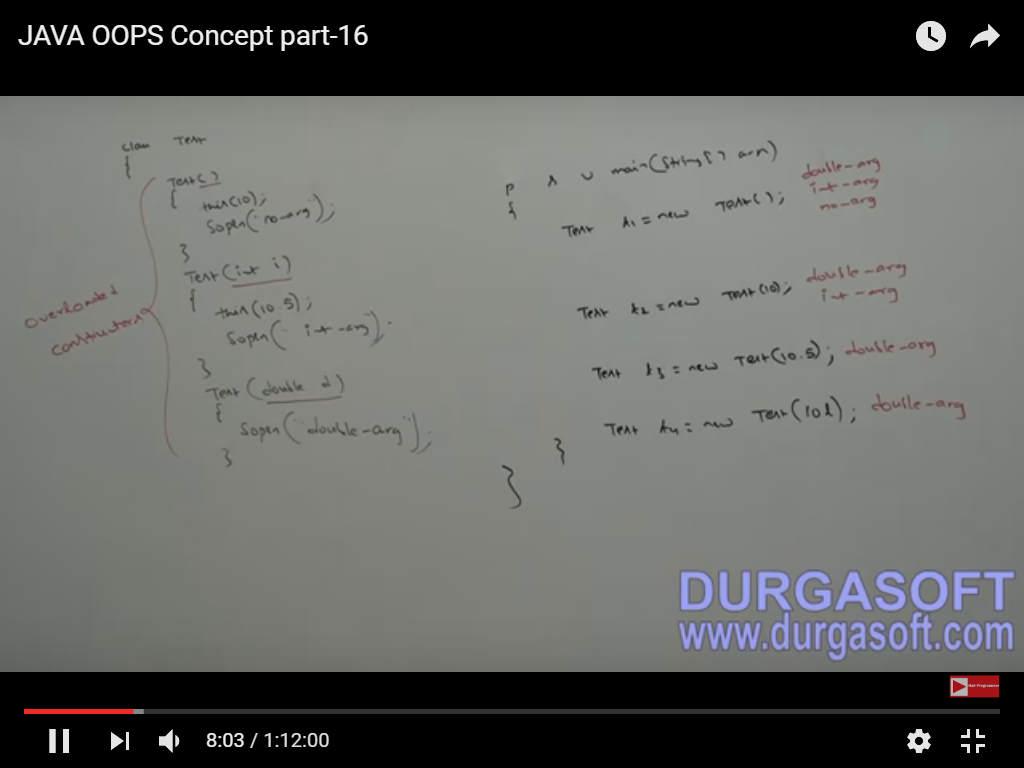 JAVA OOPS Concept part-16
class Test
{
Test()
{
this(10);
Sopln("no-arg");
}
Test(int i)
{
this(10.5);
Sopln("int-arg");
}
Test(double d)
{
Sopln("double-arg");
}
overloaded
constructors
p s v main(String[] args)
{
Test t1 = new Test();
double-arg
int-arg
no-arg
Test t2 = new Test(10);
double-arg
int-arg
Test t3 = new Test(10.5); double-arg
Test t4 = new Test(10l); double-arg
}
}
DURGASOFT
www.durgasoft.com
8:03 / 1:12:00